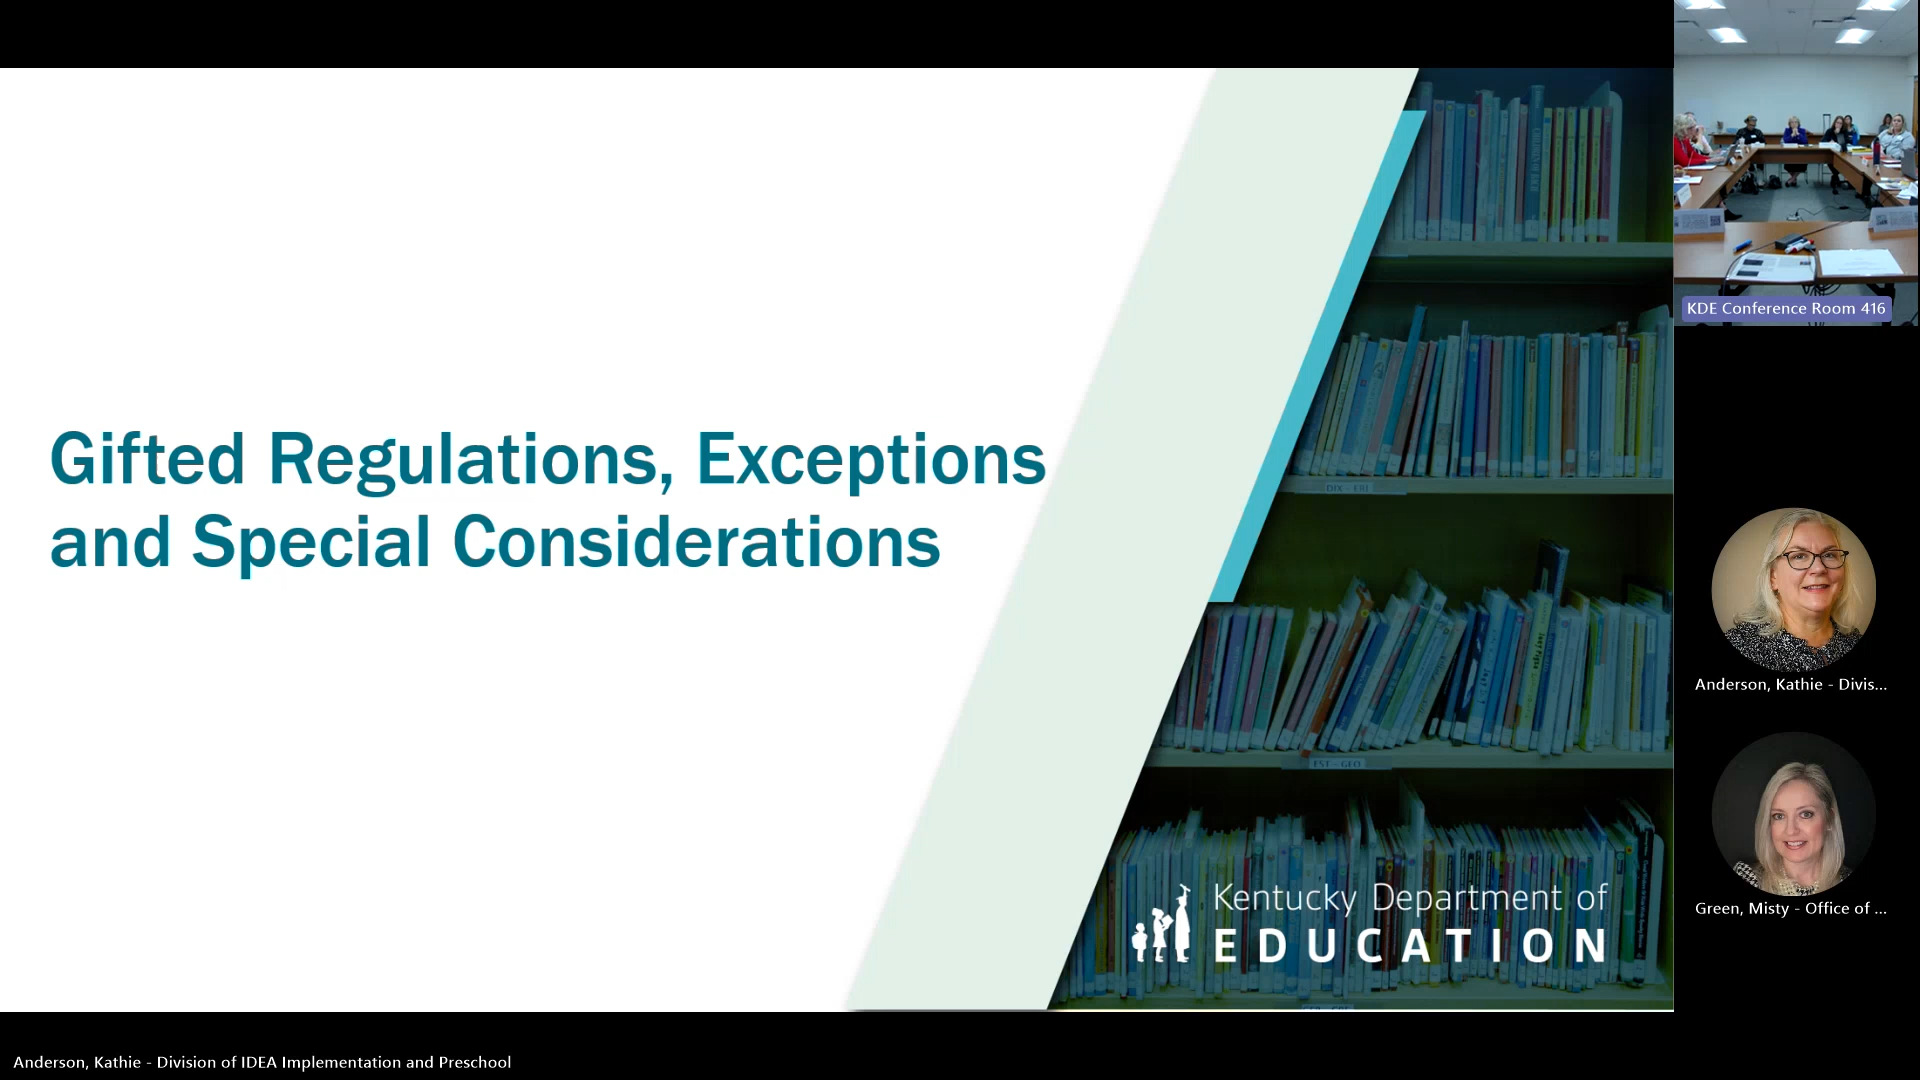 Gifted Regulations, Exceptions
and Special Considerations
Kentucky Department of
EDUCATION
KDE Conference Room 416
Anderson, Kathie - Divis...
Green, Misty - Office of ...
Anderson, Kathie - Division of IDEA Implementation and Preschool